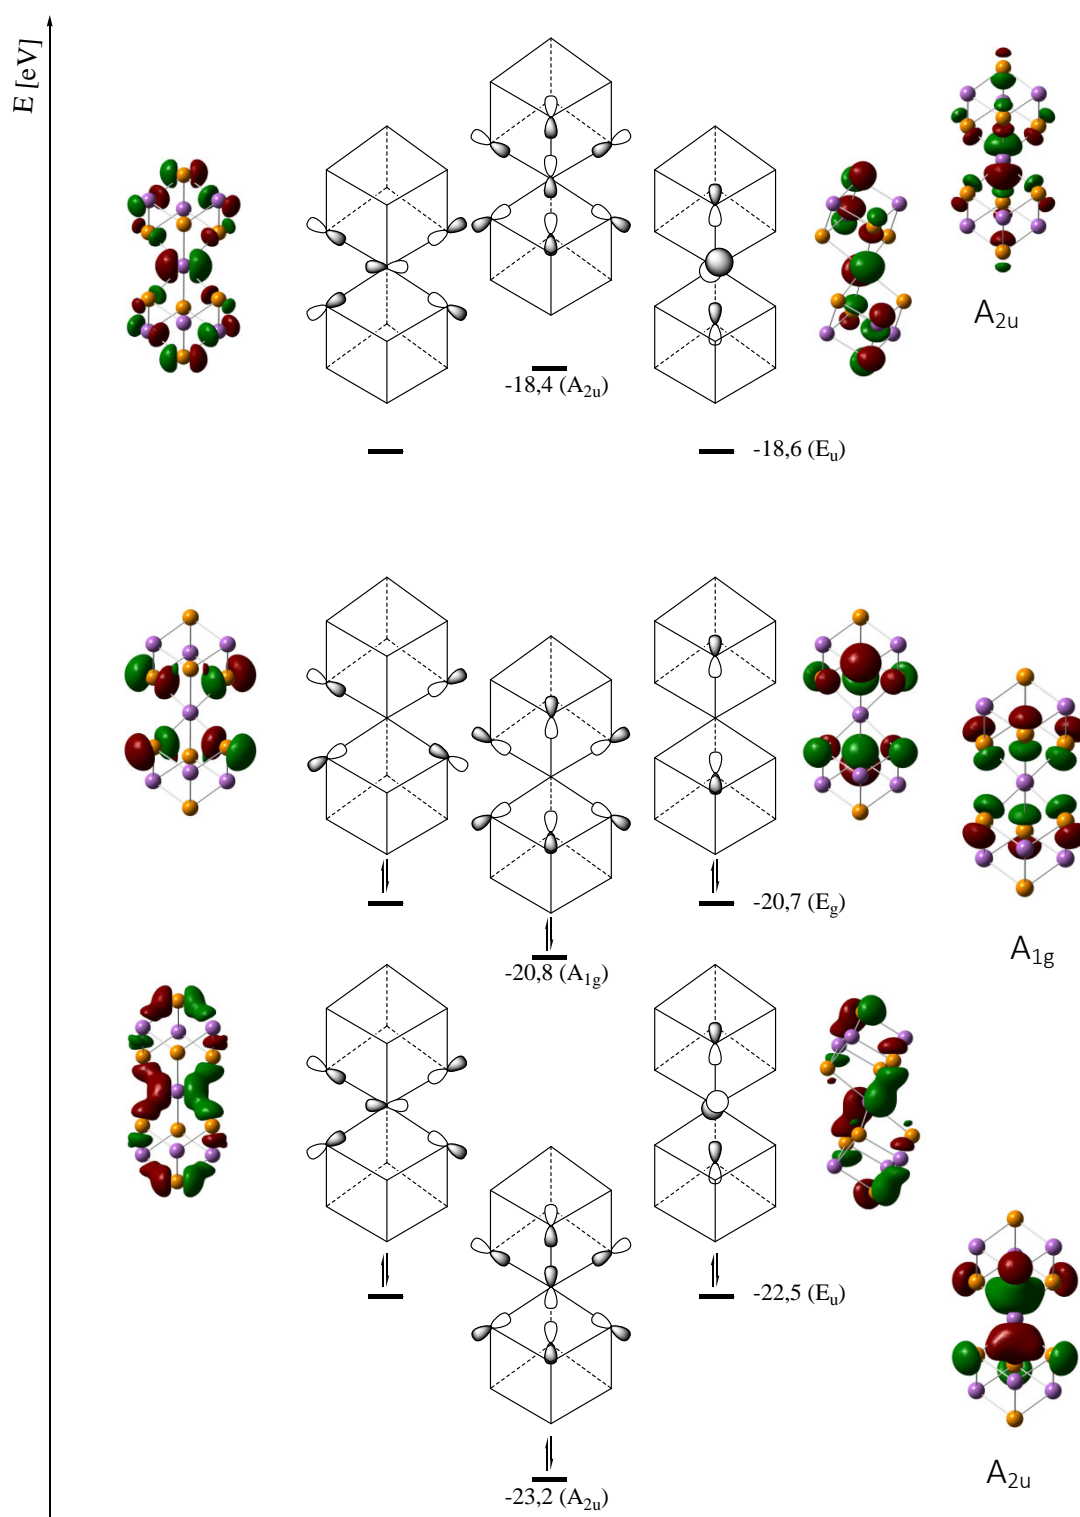 E [eV]
A2u
-18,4 (A2u)
-18,6 (Eu)
-20,7 (Eg)
A1g
-20,8 (A1g)
-22,5 (Eu)
A2u
-23,2 (A2u)